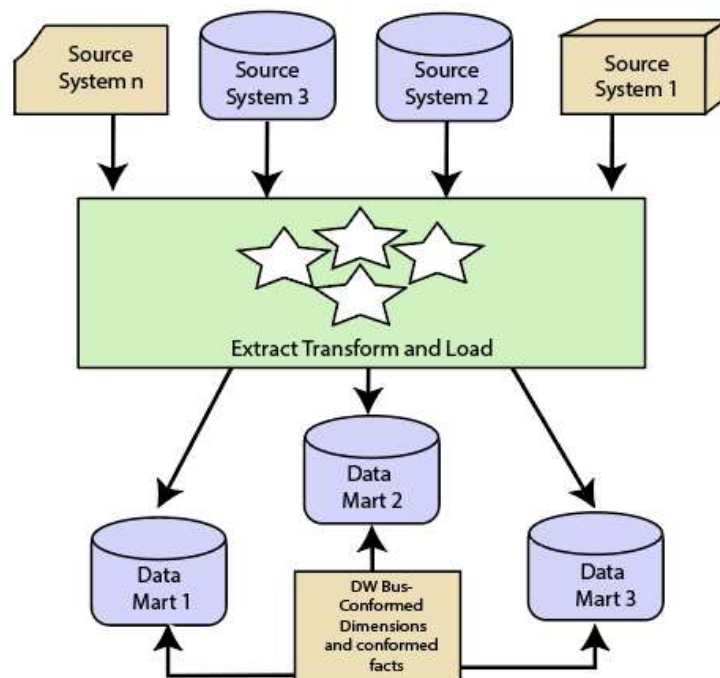 Source
System n
Source
System 3
Source
System 2
Source
System 1
Extract Transform and Load
Data
Mart 2
Data
Mart 1
DW Bus-
Conformed
Dimensions
and conformed
facts
Data
Mart 3